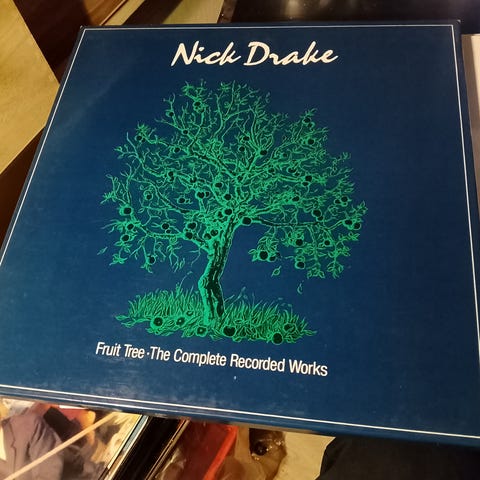 Nick Drake
Fruit Tree·The Complete Recorded Works